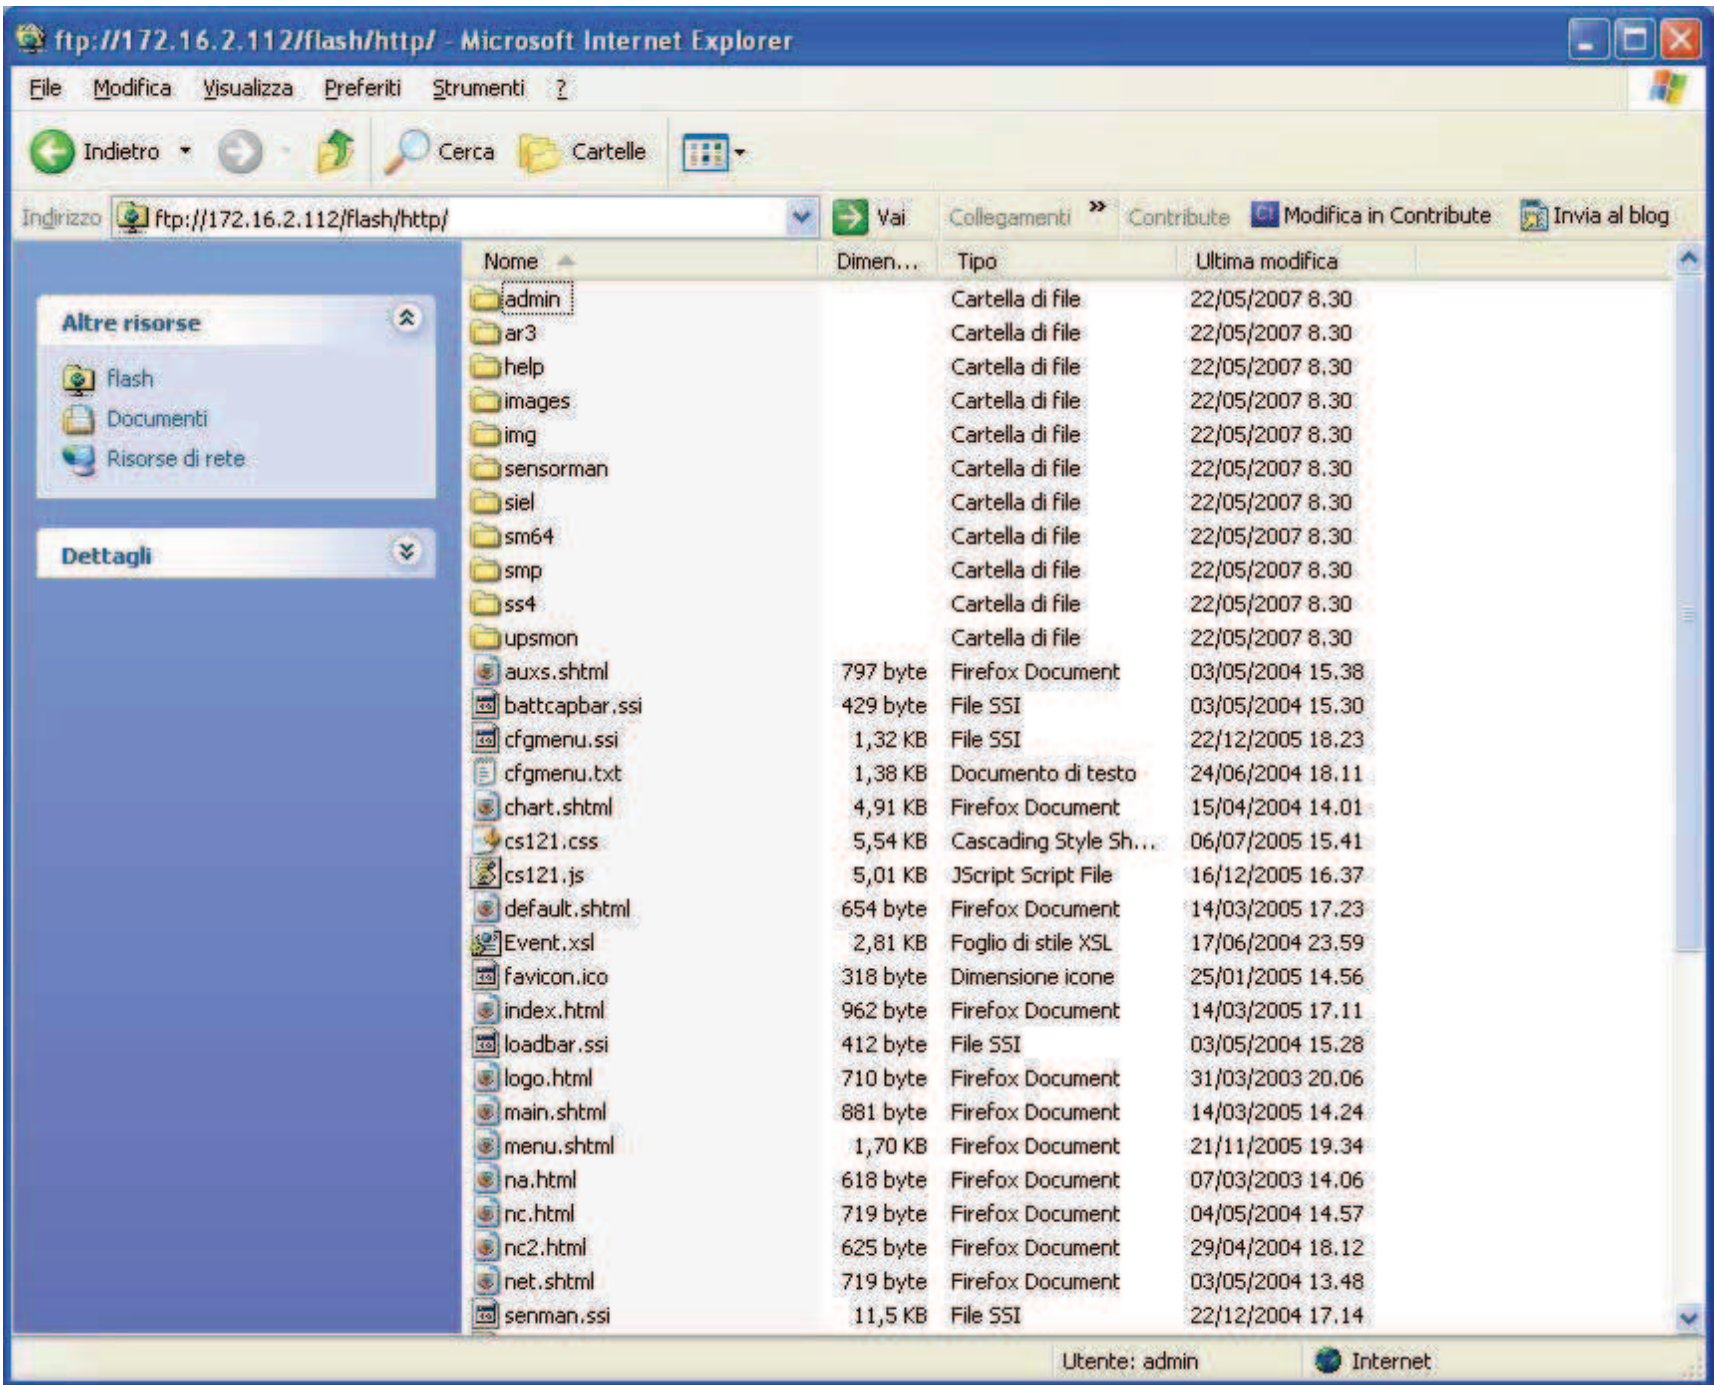 ftp://172.16.2.112/flash/http/ - Microsoft Internet Explorer
File Modifica Visualizza Preferiti Strumenti ?
Indietro Cerca Cartelle
Indirizzo ftp://172.16.2.112/flash/http/ Vai Collegamenti » Contribute Ct Modifica in Contribute Invia al blog
Altre risorse
flash
Documenti
Risorse di rete
Dettagli
Nome Dimen... Tipo Ultima modifica
admin Cartella di file 22/05/2007 8.30
ar3 Cartella di file 22/05/2007 8.30
help Cartella di file 22/05/2007 8.30
images Cartella di file 22/05/2007 8.30
img Cartella di file 22/05/2007 8.30
sensorman Cartella di file 22/05/2007 8.30
siel Cartella di file 22/05/2007 8.30
sm64 Cartella di file 22/05/2007 8.30
smp Cartella di file 22/05/2007 8.30
ss4 Cartella di file 22/05/2007 8.30
upsmon Cartella di file 22/05/2007 8.30
auxs.shtml 797 byte Firefox Document 03/05/2004 15.38
battcapbar.ssi 429 byte File SSI 03/05/2004 15.30
cfgmenu.ssi 1,32 KB File SSI 22/12/2005 18.23
cfgmenu.txt 1,38 KB Documento di testo 24/06/2004 18.11
chart.shtml 4,91 KB Firefox Document 15/04/2004 14.01
cs121.css 5,54 KB Cascading Style Sh... 06/07/2005 15.41
cs121.js 5,01 KB JScript Script File 16/12/2005 16.37
default.shtml 654 byte Firefox Document 14/03/2005 17.23
Event.xsl 2,81 KB Foglio di stile XSL 17/06/2004 23.59
favicon.ico 318 byte Dimensione icone 25/01/2005 14.56
index.html 962 byte Firefox Document 14/03/2005 17.11
loadbar.ssi 412 byte File SSI 03/05/2004 15.28
logo.html 710 byte Firefox Document 31/03/2003 20.06
main.shtml 881 byte Firefox Document 14/03/2005 14.24
menu.shtml 1,70 KB Firefox Document 21/11/2005 19.34
na.html 618 byte Firefox Document 07/03/2003 14.06
nc.html 719 byte Firefox Document 04/05/2004 14.57
nc2.html 625 byte Firefox Document 29/04/2004 18.12
net.shtml 719 byte Firefox Document 03/05/2004 13.48
senman.ssi 11,5 KB File SSI 22/12/2004 17.14
Utente: admin Internet